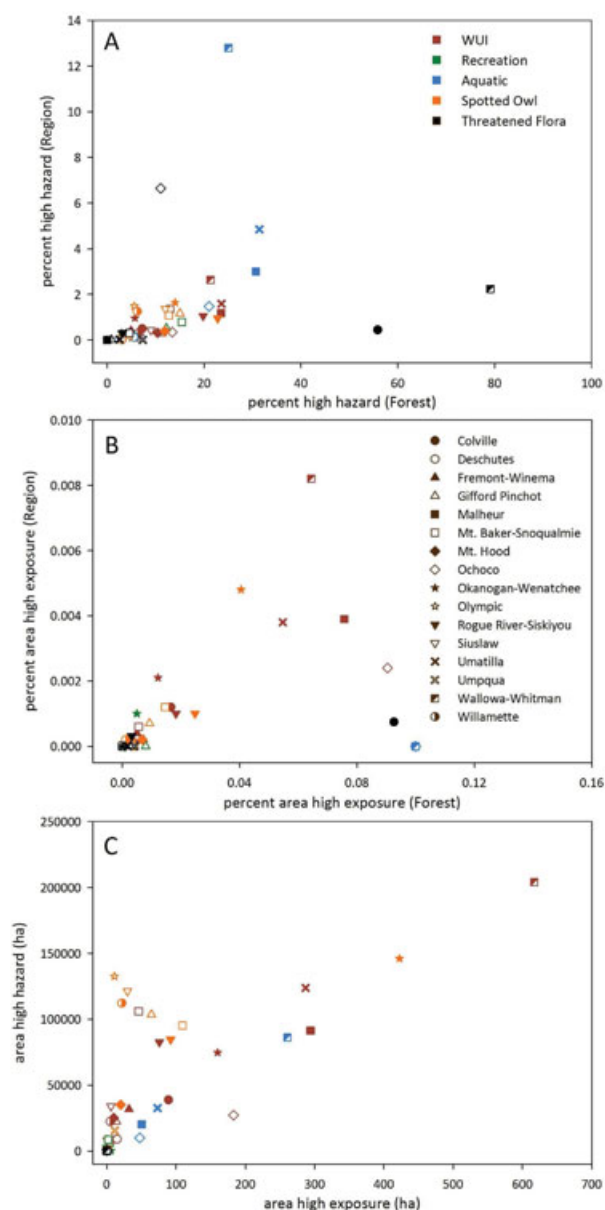 A
WUI
Recreation
Aquatic
Spotted Owl
Threatened Flora
14
12
10
8
6
4
2
0
percent high hazard (Region)
0 20 40 60 80 100
percent high hazard (Forest)
B
Colville
Deschutes
Fremont-Winema
Gifford Pinchot
Malheur
Mt. Baker-Snoqualmie
Mt. Hood
Ochoco
Okanogan-Wenatchee
Olympic
Rogue River-Siskiyou
Siuslaw
Umatilla
Umpqua
Wallowa-Whitman
Willamette
0.010
0.008
0.006
0.004
0.002
0.000
percent area high exposure (Region)
0.00 0.04 0.08 0.12 0.16
percent area high exposure (Forest)
C
250000
200000
150000
100000
50000
0
area high hazard (ha)
0 100 200 300 400 500 600 700
area high exposure (ha)